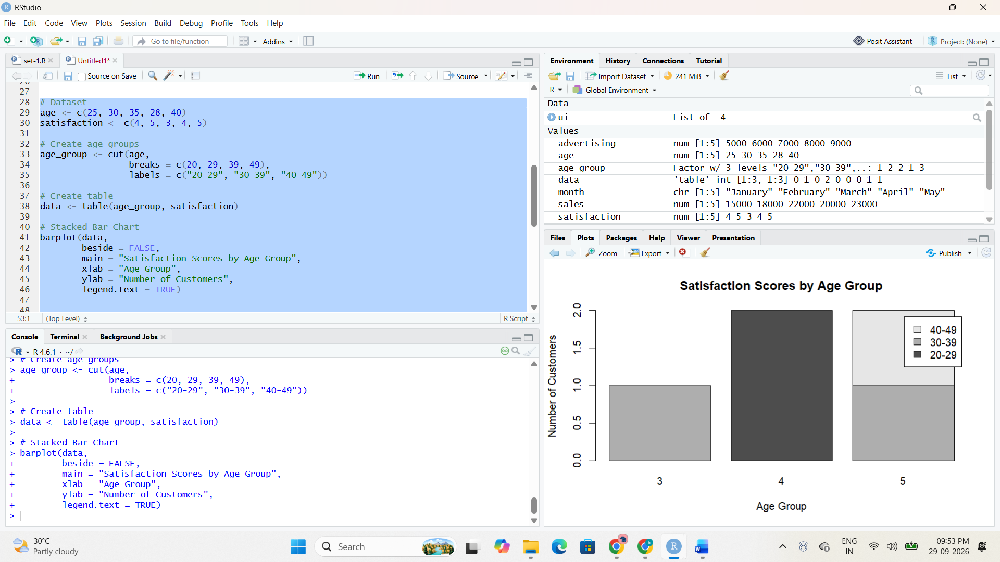 RStudio
File Edit Code View Plots Session Build Debug Profile Tools Help
Go to file/function Addins Posit Assistant Project: (None)
set-1.R Untitled1*
Source on Save Run Source
27
28 # Dataset
29 age <- c(25, 30, 35, 28, 40)
30 satisfaction <- c(4, 5, 3, 4, 5)
31
32 # Create age groups
33 age_group <- cut(age,
34 breaks = c(20, 29, 39, 49),
35 labels = c("20-29", "30-39", "40-49"))
36
37 # Create table
38 data <- table(age_group, satisfaction)
39
40 # Stacked Bar Chart
41 barplot(data,
42 beside = FALSE,
43 main = "Satisfaction Scores by Age Group",
44 xlab = "Age Group",
45 ylab = "Number of Customers",
46 legend.text = TRUE)
47
48
53:1 (Top Level) R Script
Console Terminal Background Jobs
R 4.6.1 · ~/
> # Create age groups
> age_group <- cut(age,
+ breaks = c(20, 29, 39, 49),
+ labels = c("20-29", "30-39", "40-49"))
>
> # Create table
> data <- table(age_group, satisfaction)
>
> # Stacked Bar Chart
> barplot(data,
+ beside = FALSE,
+ main = "Satisfaction Scores by Age Group",
+ xlab = "Age Group",
+ ylab = "Number of Customers",
+ legend.text = TRUE)
>
Environment History Connections Tutorial
Import Dataset 241 MiB List
R Global Environment
Data
ui List of 4
Values
advertising num [1:5] 5000 6000 7000 8000 9000
age num [1:5] 25 30 35 28 40
age_group Factor w/ 3 levels "20-29","30-39",..: 1 2 2 1 3
data 'table' int [1:3, 1:3] 0 1 0 2 0 0 0 1 1
month chr [1:5] "January" "February" "March" "April" "May"
sales num [1:5] 15000 18000 22000 20000 23000
satisfaction num [1:5] 4 5 3 4 5
Files Plots Packages Help Viewer Presentation
Zoom Export Publish
Satisfaction Scores by Age Group
Number of Customers
2.0
1.5
1.0
0.5
0.0
40-49
30-39
20-29
3 4 5
Age Group
30°C
Partly cloudy
Search
ENG
IN
09:53 PM
29-09-2026